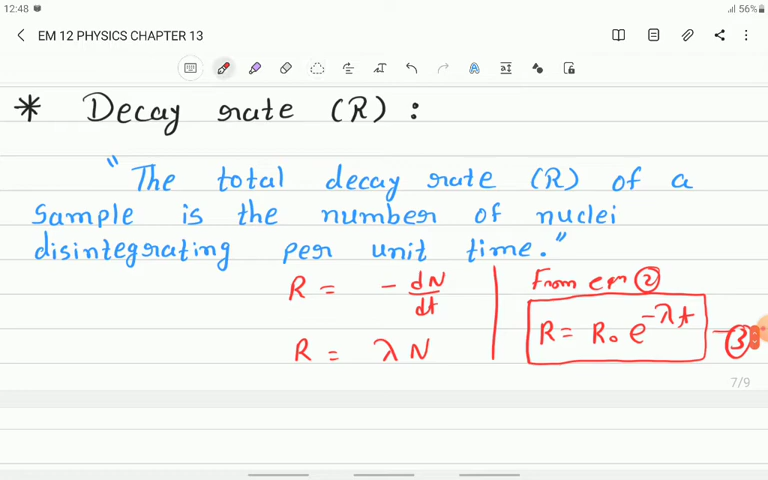 12:48 56%
EM 12 PHYSICS CHAPTER 13
* Decay rate (R) :
"The total decay rate (R) of a
sample is the number of nuclei
disintegrating per unit time."
R = - dN/dt
R = λN
From eqn ②
R = R₀ e^{-λt} — ③
7/9